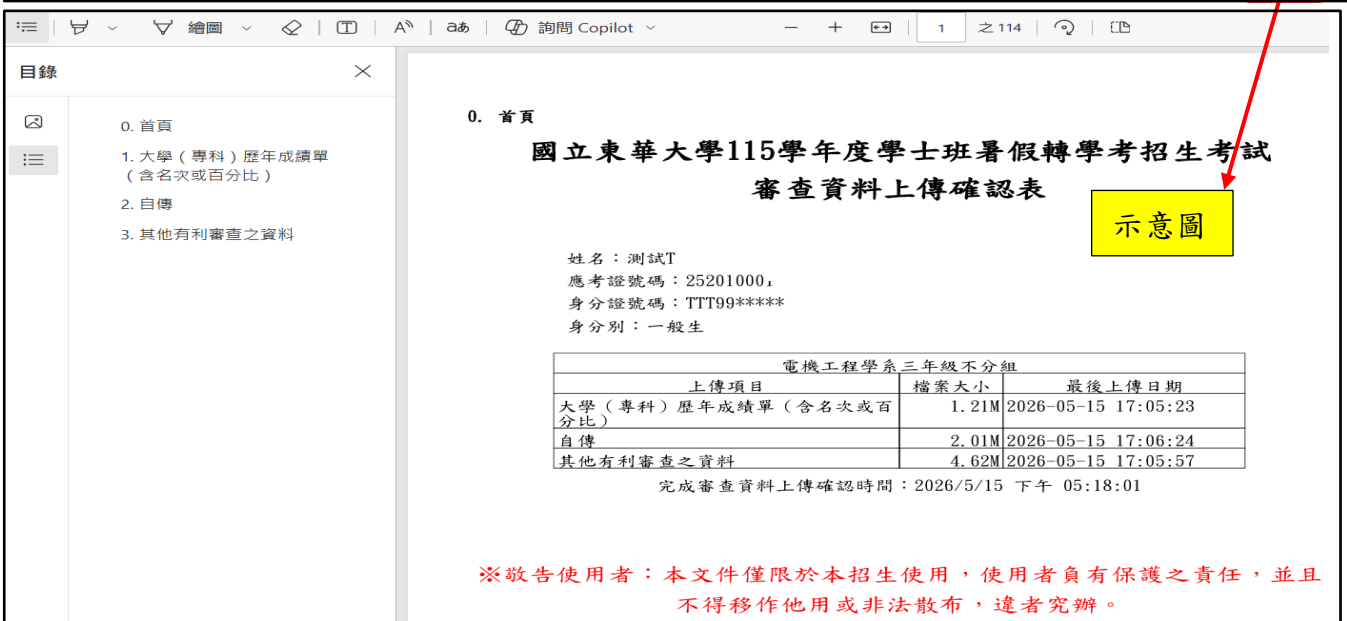 繪圖 T A aあ 詢問 Copilot 1 之 114
目錄
0. 首頁
1. 大學（專科）歷年成績單
（含名次或百分比）
2. 自傳
3. 其他有利審查之資料
0. 首頁
國立東華大學115學年度學士班暑假轉學考招生考試
審查資料上傳確認表
示意圖
姓名：測試T
應考證號碼：252010001
身分證號碼：TTT99*****
身分別：一般生
電機工程學系三年級不分組
上傳項目 檔案大小 最後上傳日期
大學（專科）歷年成績單（含名次或百 1.21M 2026-05-15 17:05:23
分比）
自傳 2.01M 2026-05-15 17:06:24
其他有利審查之資料 4.62M 2026-05-15 17:05:57
完成審查資料上傳確認時間：2026/5/15 下午 05:18:01
※敬告使用者：本文件僅限於本招生使用，使用者負有保護之責任，並且
不得移作他用或非法散布，違者究辦。